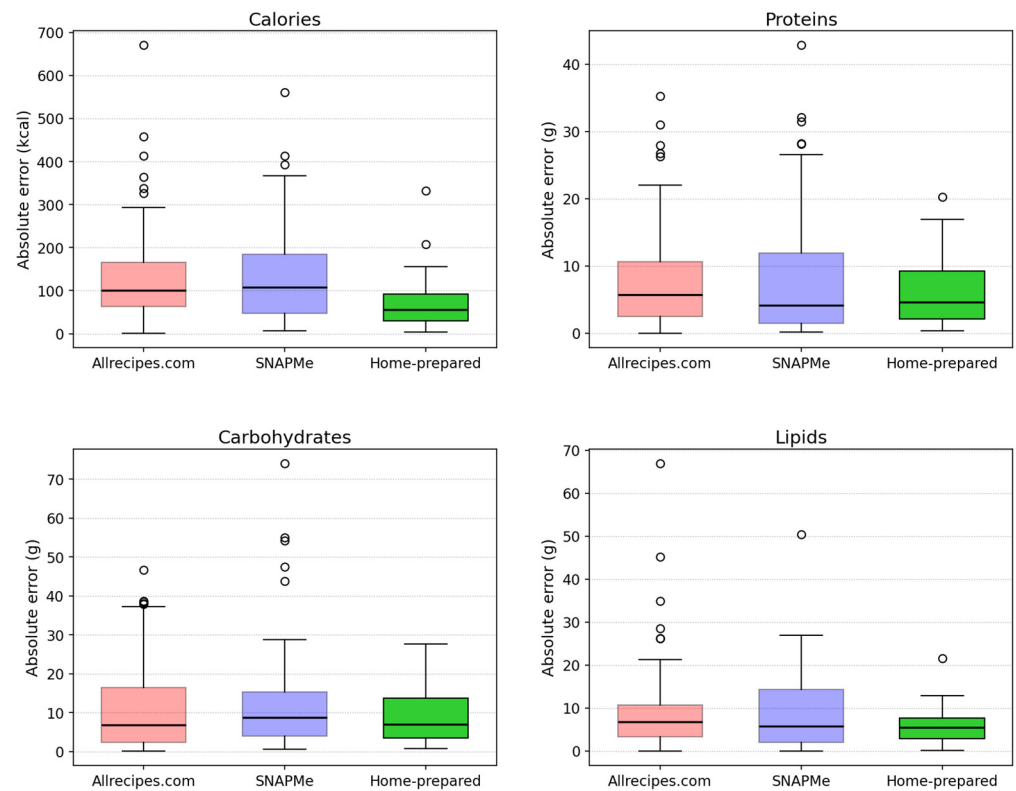 Calories
Absolute error (kcal)
700
600
500
400
300
200
100
0
Allrecipes.com SNAPMe Home-prepared
Proteins
Absolute error (g)
40
30
20
10
0
Allrecipes.com SNAPMe Home-prepared
Carbohydrates
Absolute error (g)
70
60
50
40
30
20
10
0
Allrecipes.com SNAPMe Home-prepared
Lipids
Absolute error (g)
70
60
50
40
30
20
10
0
Allrecipes.com SNAPMe Home-prepared